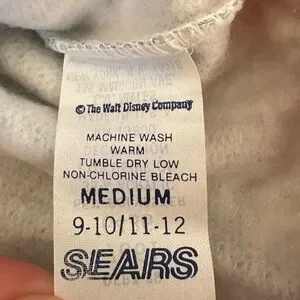 © The Walt Disney Company
MACHINE WASH
WARM
TUMBLE DRY LOW
NON-CHLORINE BLEACH
MEDIUM
9-10/11-12
SEARS